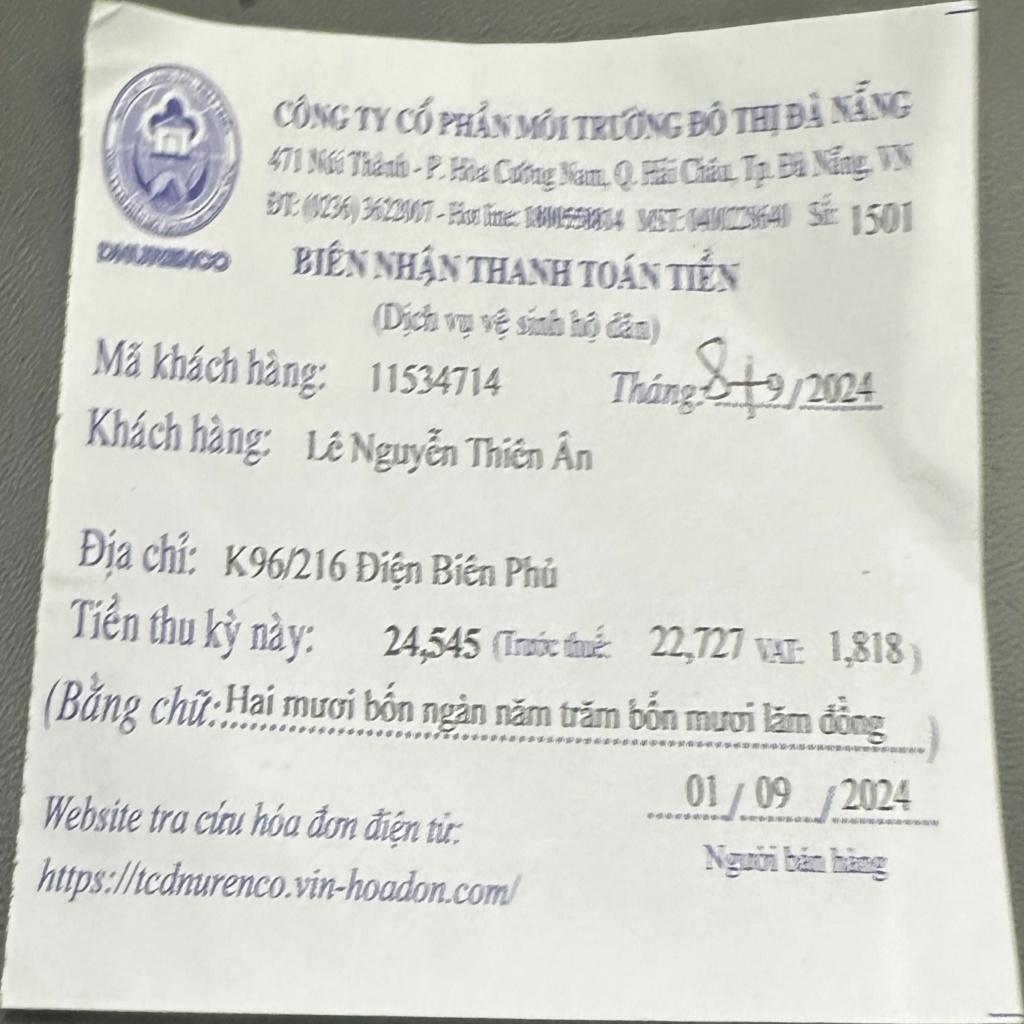 CÔNG TY CỔ PHẦN MÔI TRƯỜNG ĐÔ THỊ ĐÀ NẴNG
471 Núi Thành - P. Hòa Cường Nam, Q. Hải Châu, Tp. Đà Nẵng, VN
ĐT: (0236) 3622007 - Hot line: MST: Số: 1501
DNURENCO
BIÊN NHẬN THANH TOÁN TIỀN
(Dịch vụ vệ sinh hộ dân)
Mã khách hàng: 11534714 Tháng: 8+9/2024
Khách hàng: Lê Nguyễn Thiên Ân
Địa chỉ: K96/216 Điện Biên Phủ
Tiền thu kỳ này: 24,545 (Trước thuế: 22,727 VAT: 1,818)
(Bằng chữ: Hai mươi bốn ngàn năm trăm bốn mươi lăm đồng)
01 / 09 / 2024
Người bán hàng
Website tra cứu hóa đơn điện tử:
https://tcdnurenco.vin-hoadon.com/